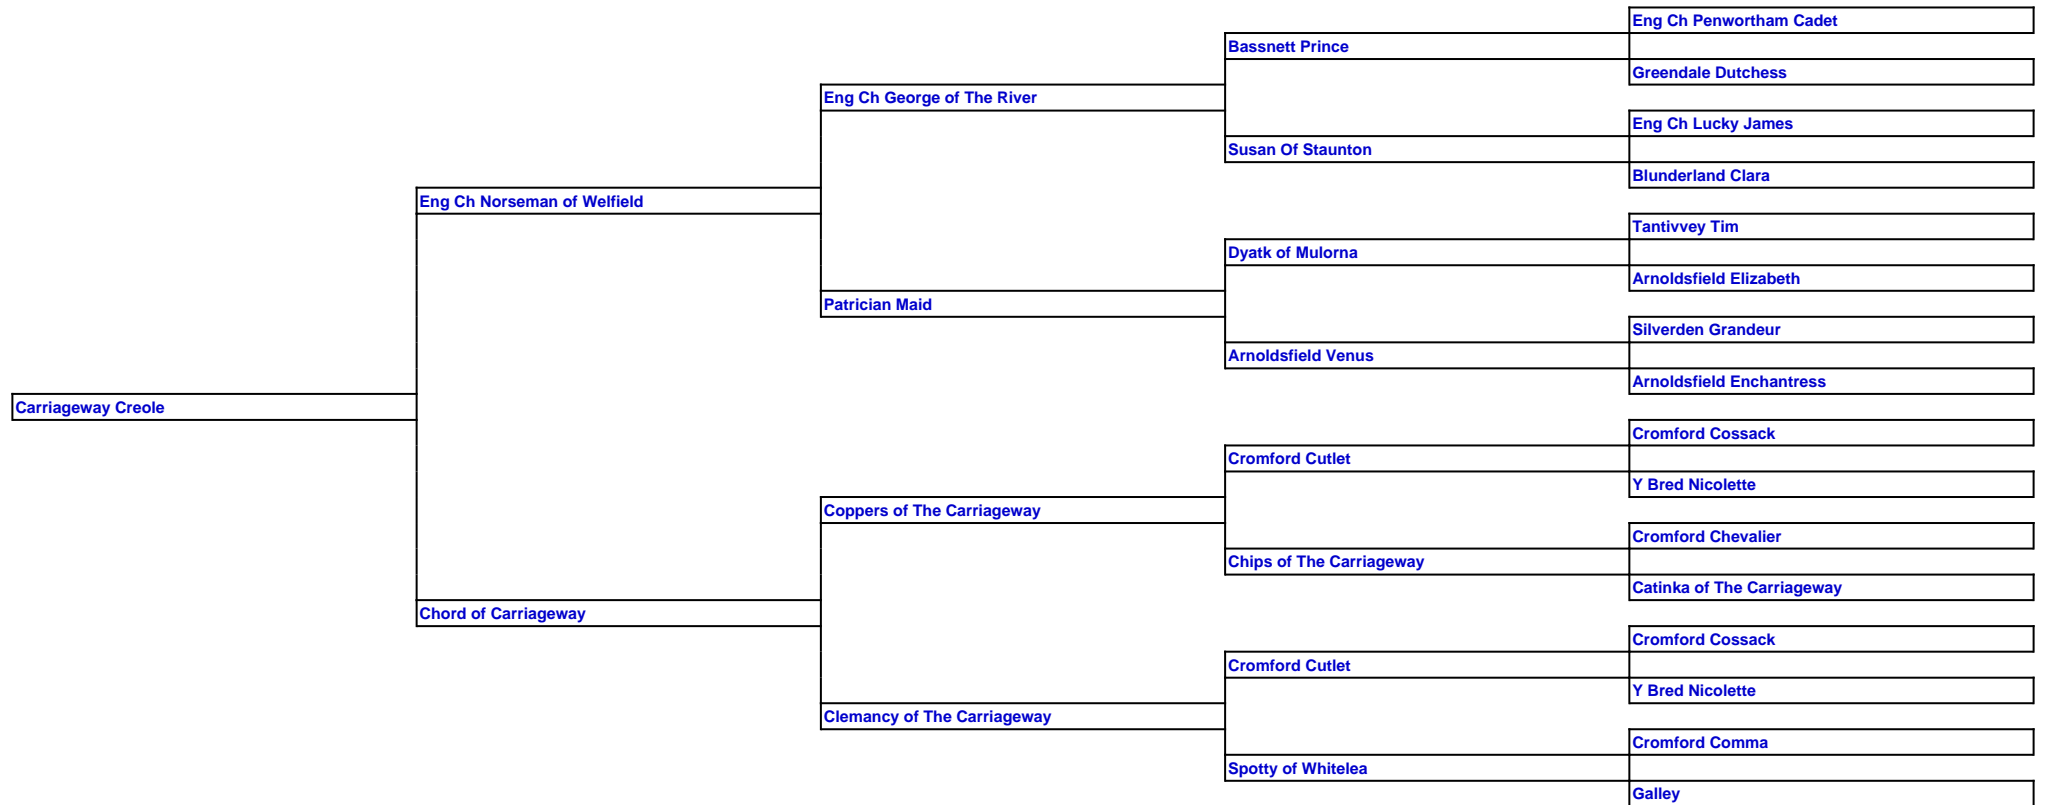 Eng Ch Penwortham Cadet
Bassnett Prince
Greendale Dutchess
Eng Ch George of The River
Eng Ch Lucky James
Susan Of Staunton
Blunderland Clara
Eng Ch Norseman of Welfield
Tantivvey Tim
Dyatk of Mulorna
Arnoldsfield Elizabeth
Patrician Maid
Silverden Grandeur
Arnoldsfield Venus
Arnoldsfield Enchantress
Carriageway Creole
Cromford Cossack
Cromford Cutlet
Y Bred Nicolette
Coppers of The Carriageway
Cromford Chevalier
Chips of The Carriageway
Catinka of The Carriageway
Chord of Carriageway
Cromford Cossack
Cromford Cutlet
Y Bred Nicolette
Clemancy of The Carriageway
Cromford Comma
Spotty of Whitelea
Galley